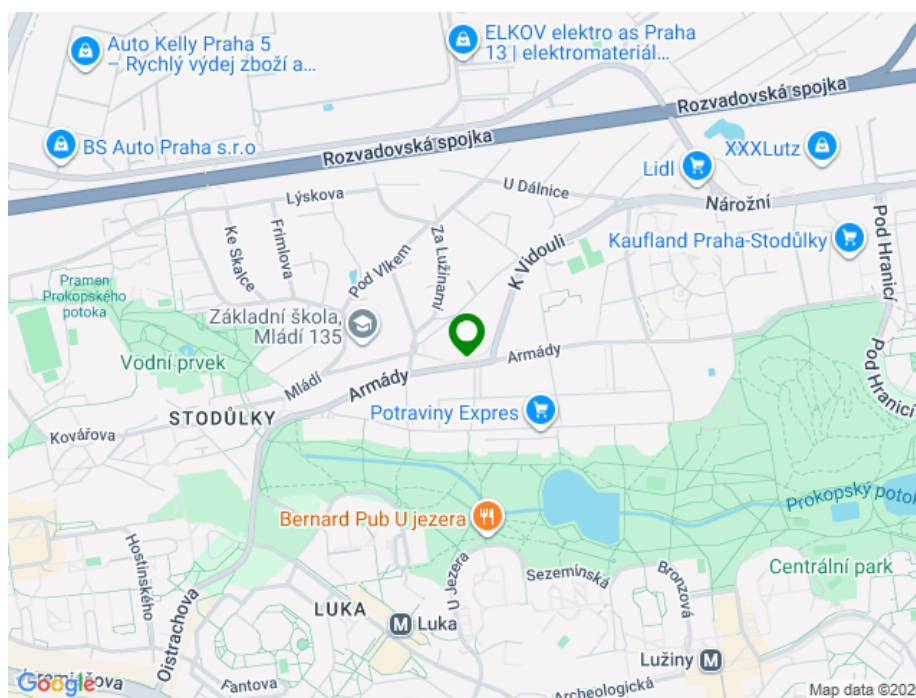 Auto Kelly Praha 5
– Rychlý výdej zboží a...
ELKOV elektro as Praha
13 | elektromateriál...
BS Auto Praha s.r.o
Rozvadovská spojka
Rozvadovská spojka
XXXLutz
Lidl
Lýskova
U Dálnice
Nárožní
Pod Hranicí
Ke Skalce
Frimlova
Pod Vlkem
Za Lužinami
K Vidouli
Kaufland Praha-Stodůlky
Pramen
Prokopského
potoka
Základní škola,
Mládí 135
Vodní prvek
Mládí
Armády
Armády
Pod Hranicí
STODŮLKY
Potraviny Expres
Kovářova
Bernard Pub U jezera
Prokopský potok
Hostinského
Oistrachova
LUKA
Luka
U Jezera
Sezemínská
Bronzová
Centrální park
Lužiny
Google
Fantova
Archeologická
Map data ©202